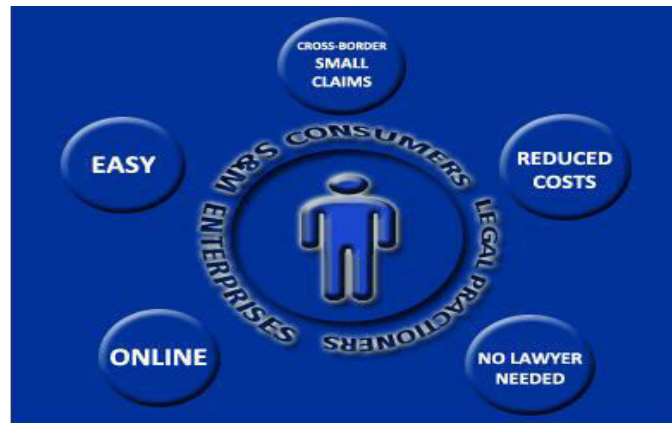 CROSS-BORDER
SMALL
CLAIMS
EASY
REDUCED
COSTS
CONSUMERS
LEGAL PRACTIONERS
M&S ENTERPRISES
ONLINE
NO LAWYER
NEEDED